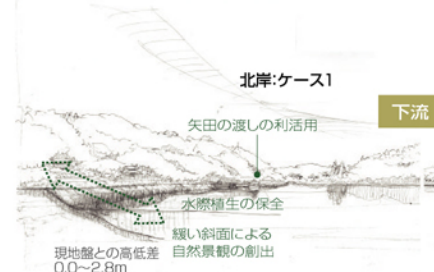 北岸:ケース1
下流
矢田の渡しの利活用
水際植生の保全
緩い斜面による
自然景観の創出
現地盤との高低差
0.0~2.8m